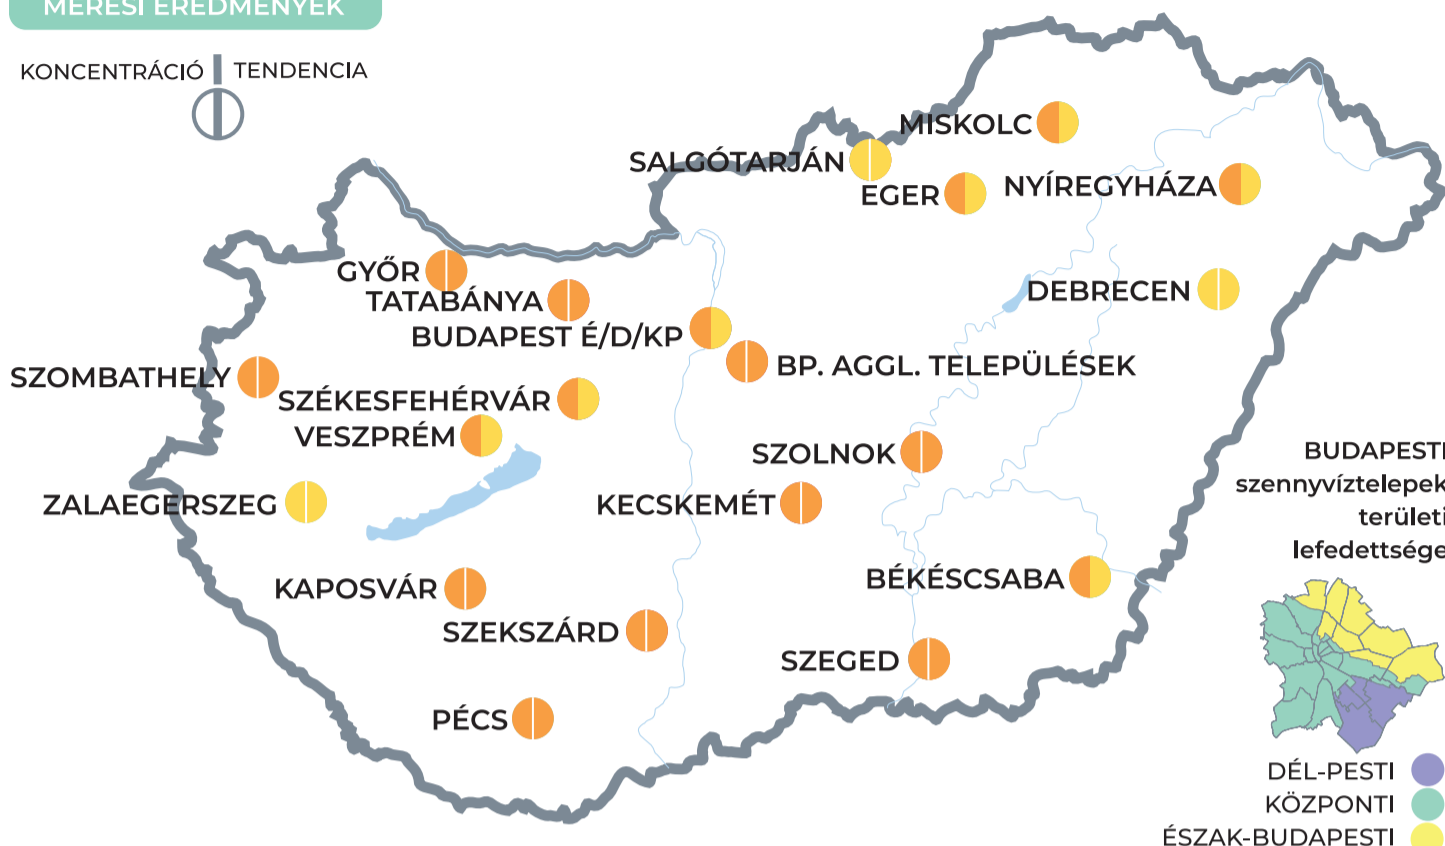 MÉRÉSI EREDMÉNYEK
KONCENTRÁCIÓ TENDENCIA
MISKOLC
SALGÓTARJÁN
EGER
NYÍREGYHÁZA
GYŐR
TATABÁNYA
DEBRECEN
BUDAPEST É/D/KP
BP. AGGL. TELEPÜLÉSEK
SZOMBATHELY
SZÉKESFEHÉRVÁR
VESZPRÉM
SZOLNOK
ZALAEGERSZEG
KECSKEMÉT
BUDAPESTI
szennyvíztelepek
területi
lefedettsége
KAPOSVÁR
BÉKÉSCSABA
SZEKSZÁRD
SZEGED
PÉCS
DÉL-PESTI
KÖZPONTI
ÉSZAK-BUDAPESTI